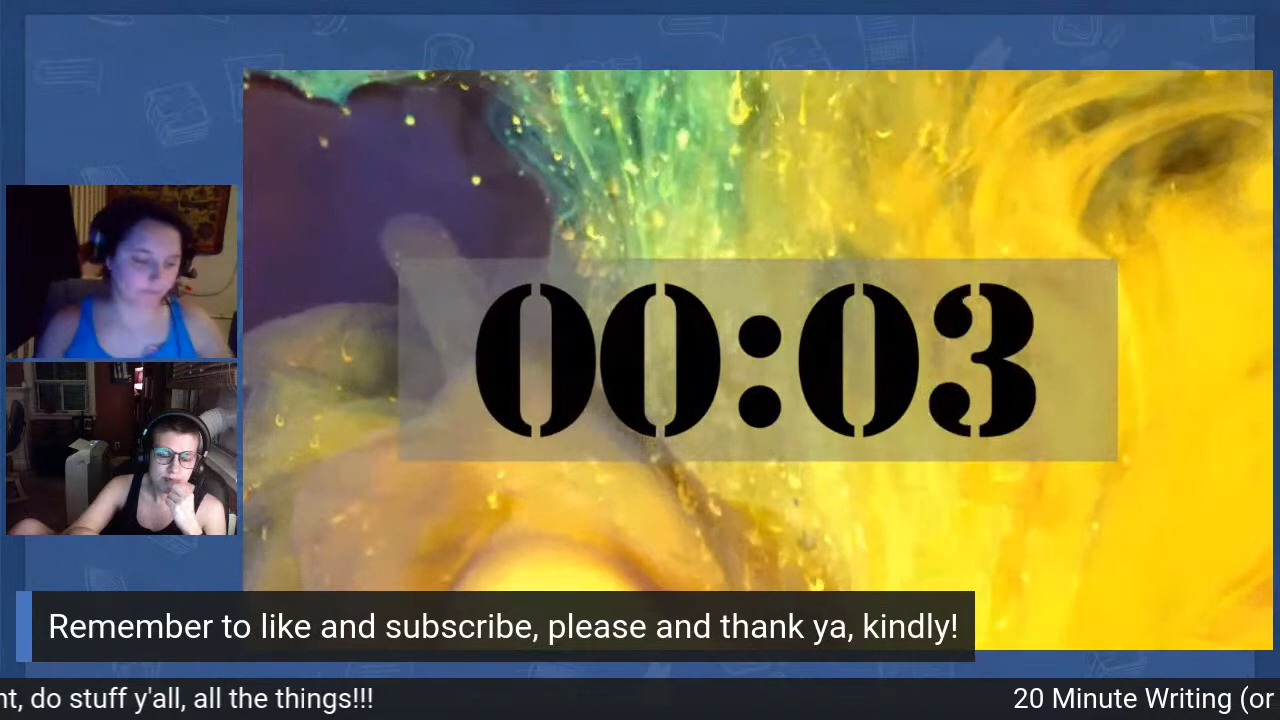 00:03
Remember to like and subscribe, please and thank ya, kindly!
nt, do stuff y'all, all the things!!!
20 Minute Writing (or